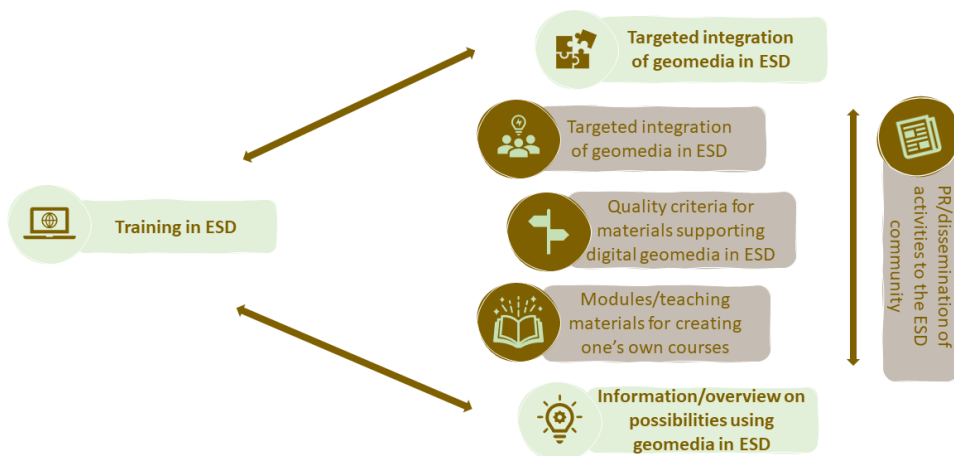 Targeted integration
of geomedia in ESD
Targeted integration
of geomedia in ESD
Training in ESD
Quality criteria for
materials supporting
digital geomedia in ESD
Modules/teaching
materials for creating
one's own courses
Information/overview on
possibilities using
geomedia in ESD
PR/dissemination of
activities to the ESD
community